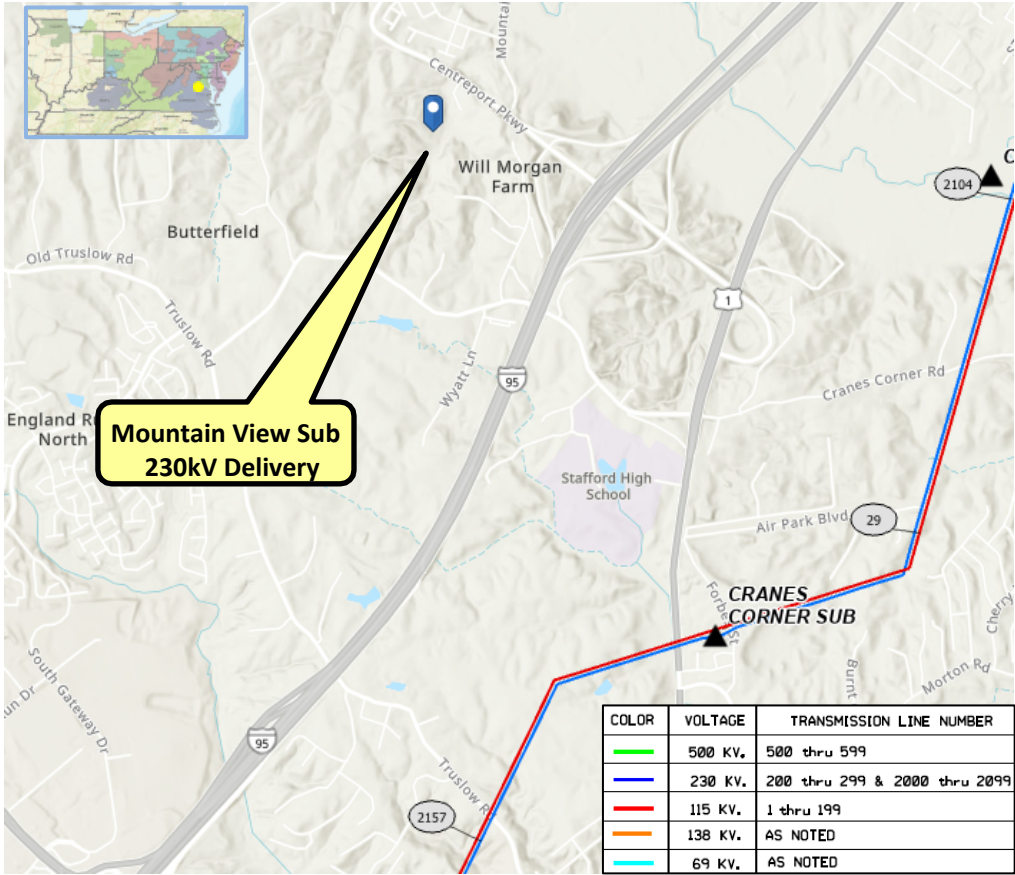 Mountai
Centreport Pkwy
Will Morgan
Farm
2104
C
Butterfield
Old Truslow Rd
Truslow Rd
1
Wyatt Ln
95
Cranes Corner Rd
England R
North
Mountain View Sub
230kV Delivery
Stafford High
School
Air Park Blvd
29
CRANES
CORNER SUB
Forbes St
Cherry
South Gateway Dr
un Dr
Burnt
Morton Rd
95
Truslow R
2157
COLOR VOLTAGE TRANSMISSION LINE NUMBER
500 KV. 500 thru 599
230 KV. 200 thru 299 & 2000 thru 2099
115 KV. 1 thru 199
138 KV. AS NOTED
69 KV. AS NOTED